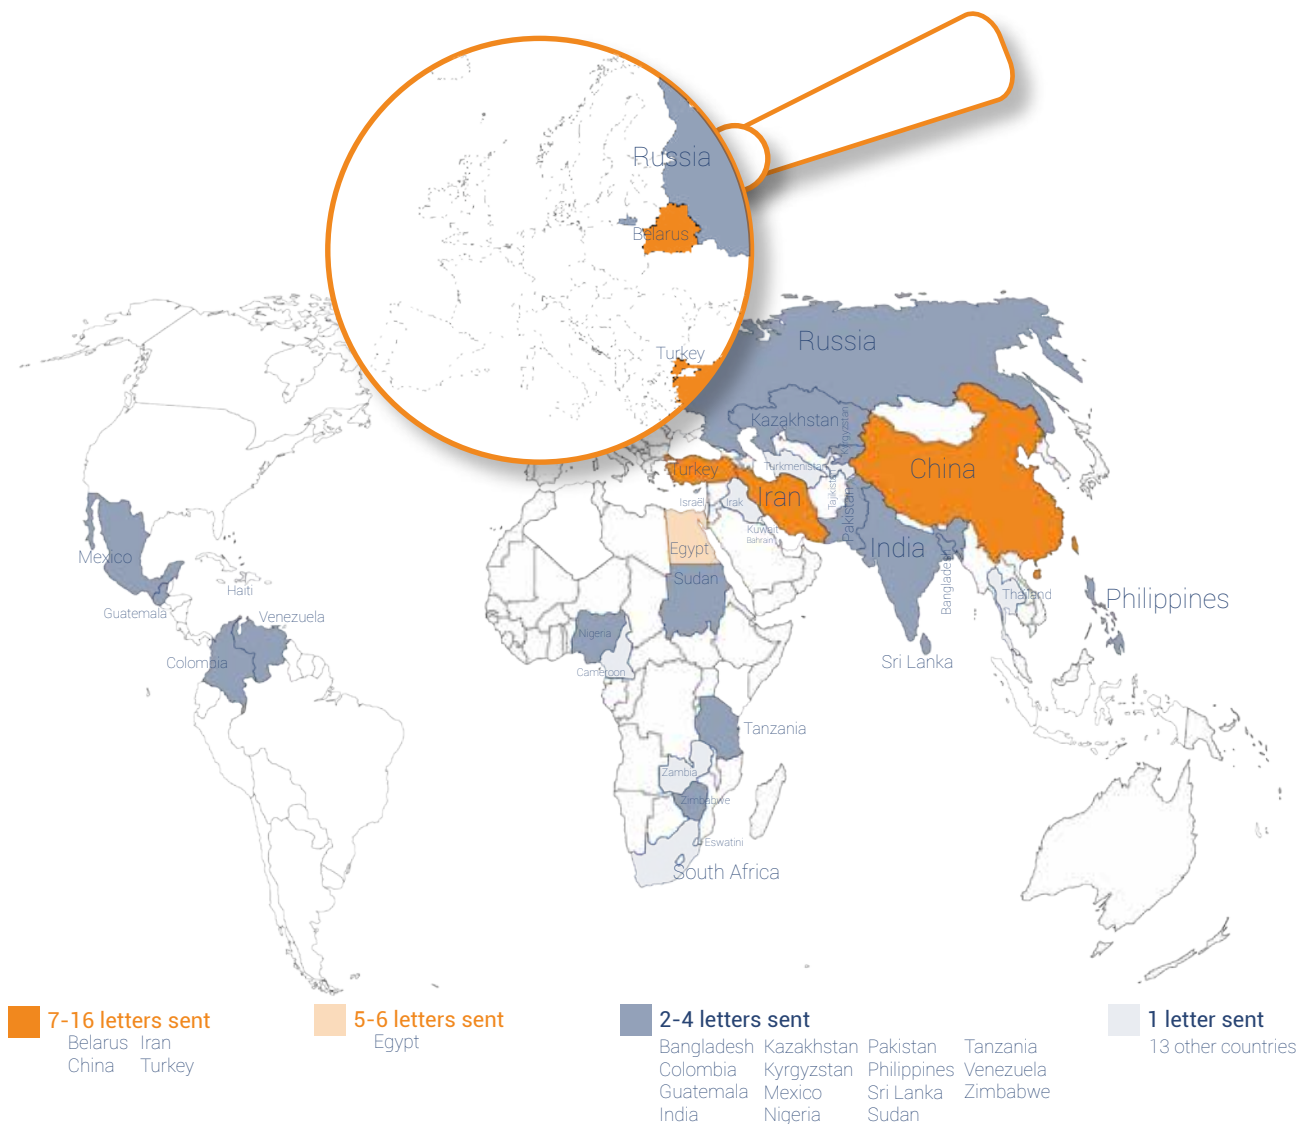 Russia
Belarus
Turkey
Russia
Kazakhstan
Kyrgyzstan
Turkey
Turkmenistan
China
Tajikistan
Iran
Israël
Irak
Pakistan
Kuwait
Bahrain
Egypt
India
Mexico
Sudan
Bangladesh
Haiti
Thailand
Philippines
Guatemala
Venezuela
Nigeria
Colombia
Sri Lanka
Cameroon
Tanzania
Zambia
Zimbabwe
Eswatini
South Africa
7-16 letters sent
Belarus Iran
China Turkey
5-6 letters sent
Egypt
2-4 letters sent
Bangladesh Kazakhstan Pakistan Tanzania
Colombia Kyrgyzstan Philippines Venezuela
Guatemala Mexico Sri Lanka Zimbabwe
India Nigeria Sudan
1 letter sent
13 other countries